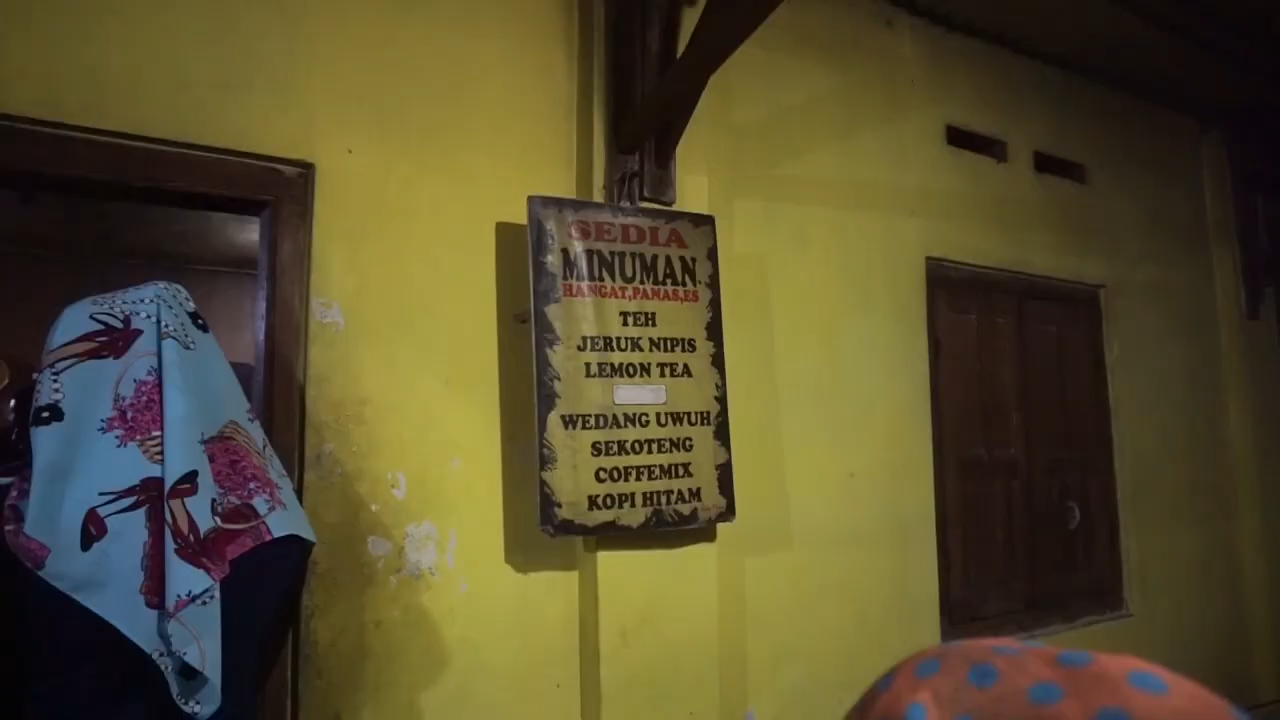 SEDIA
MINUMAN
HANGAT,PANAS,ES
TEH
JERUK NIPIS
LEMON TEA
WEDANG UWUH
SEKOTENG
COFFEMIX
KOPI HITAM